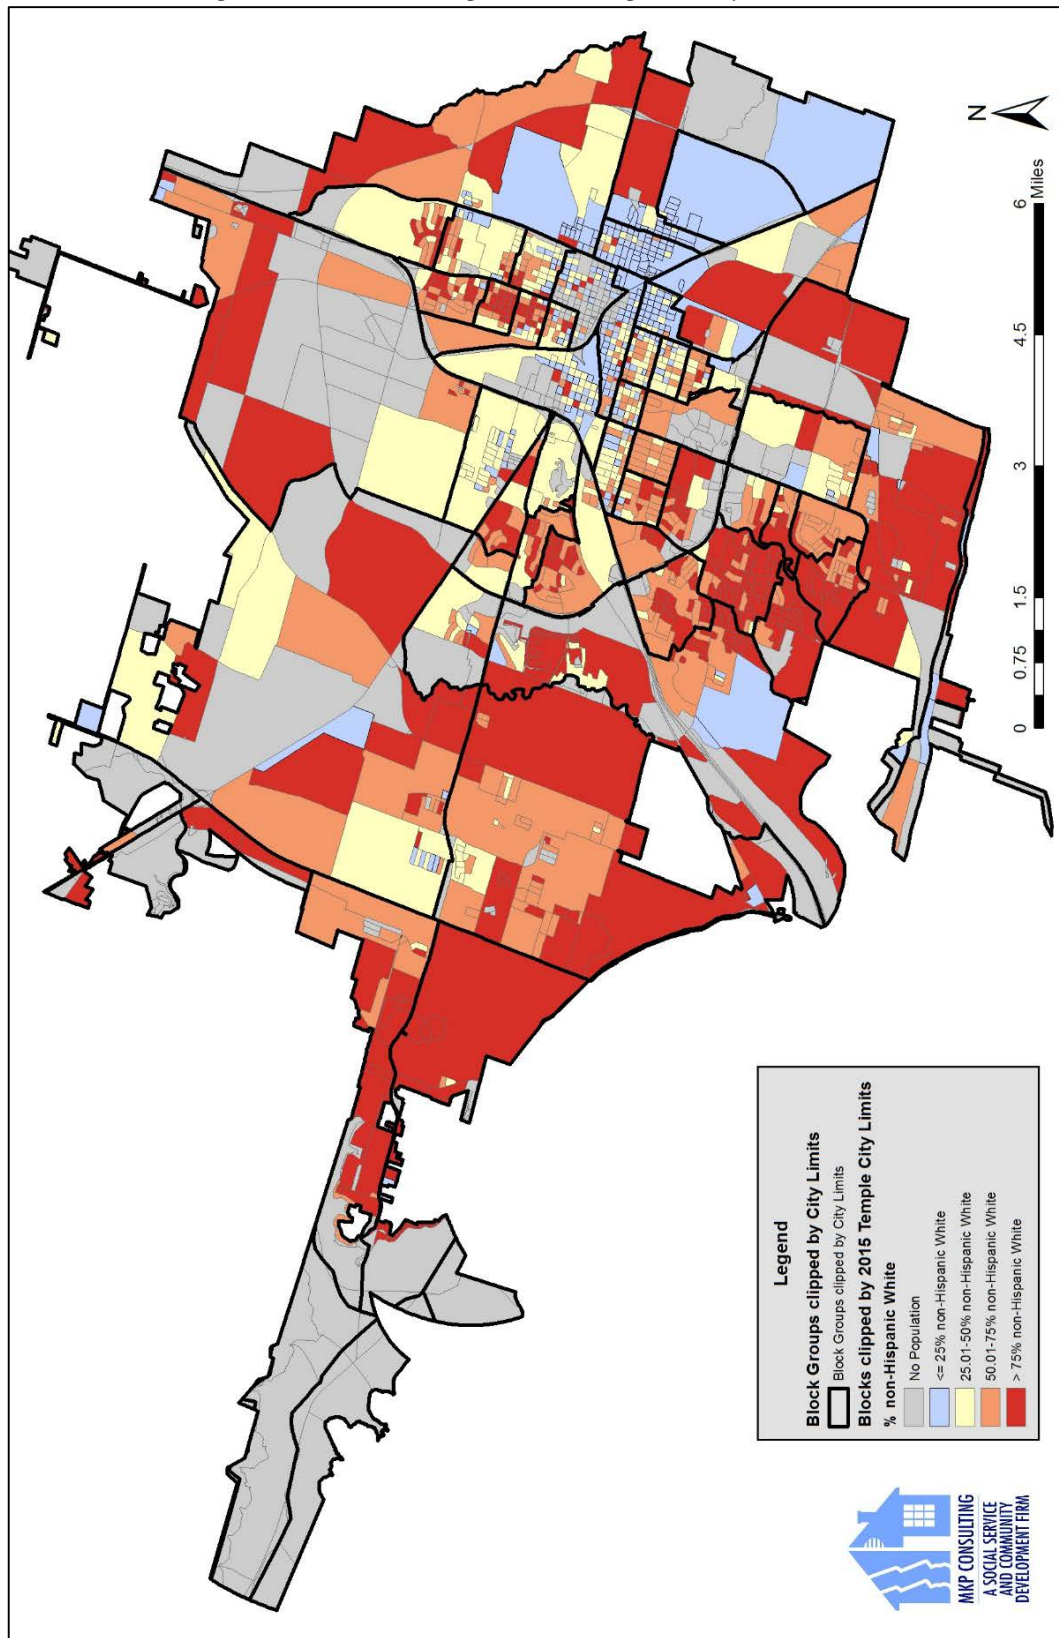 N
0 0.75 1.5 3 4.5 6
Miles
Legend
Block Groups clipped by City Limits
Block Groups clipped by City Limits
Blocks clipped by 2015 Temple City Limits
% non-Hispanic White
No Population
<= 25% non-Hispanic White
25.01-50% non-Hispanic White
50.01-75% non-Hispanic White
> 75% non-Hispanic White
MKP CONSULTING
A SOCIAL SERVICE
AND COMMUNITY
DEVELOPMENT FIRM